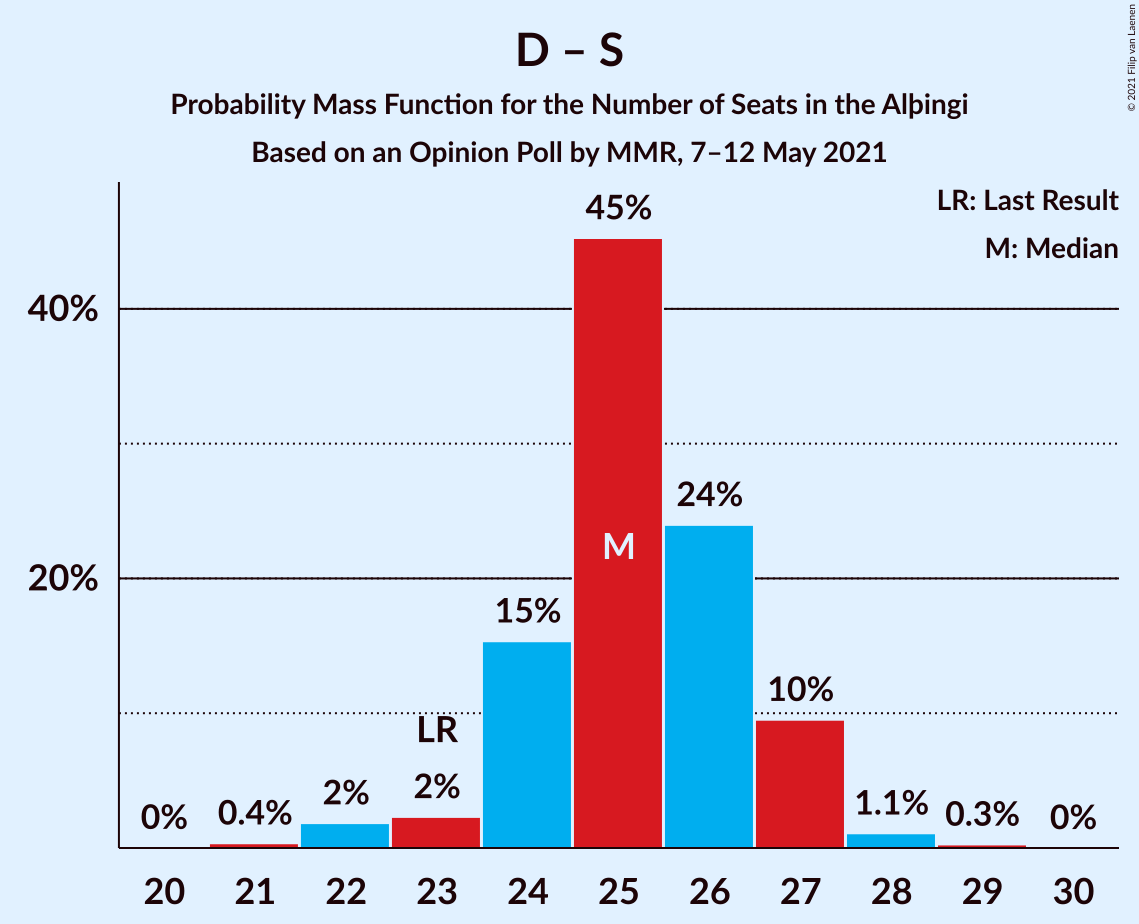 D – S
Probability Mass Function for the Number of Seats in the Alþingi
Based on an Opinion Poll by MMR, 7–12 May 2021
© 2021 Filip van Laenen
LR: Last Result
M: Median
40%
20%
0%
0.4%
2%
LR
2%
15%
45%
M
24%
10%
1.1%
0.3%
0%
20 21 22 23 24 25 26 27 28 29 30